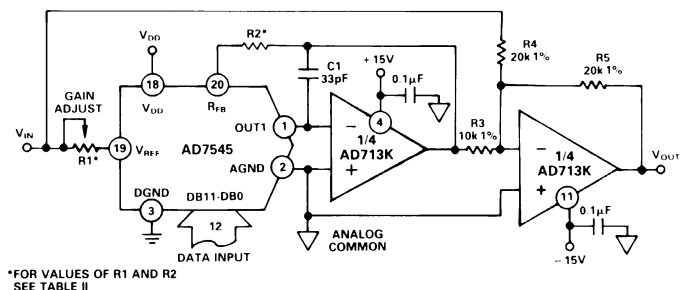 R2*
R4
20k 1%
R5
20k 1%
V_DD
C1
33pF
+ 15V
0.1µF
GAIN
ADJUST
18
V_DD
20
R_FB
4
V_IN
R1*
19
V_REF
AD7545
OUT1
1
AGND
2
−
1/4
AD713K
+
R3
10k 1%
−
1/4
AD713K
+
V_OUT
DGND
3
DB11-DB0
12
DATA INPUT
ANALOG
COMMON
11
0.1µF
− 15V
*FOR VALUES OF R1 AND R2
SEE TABLE II